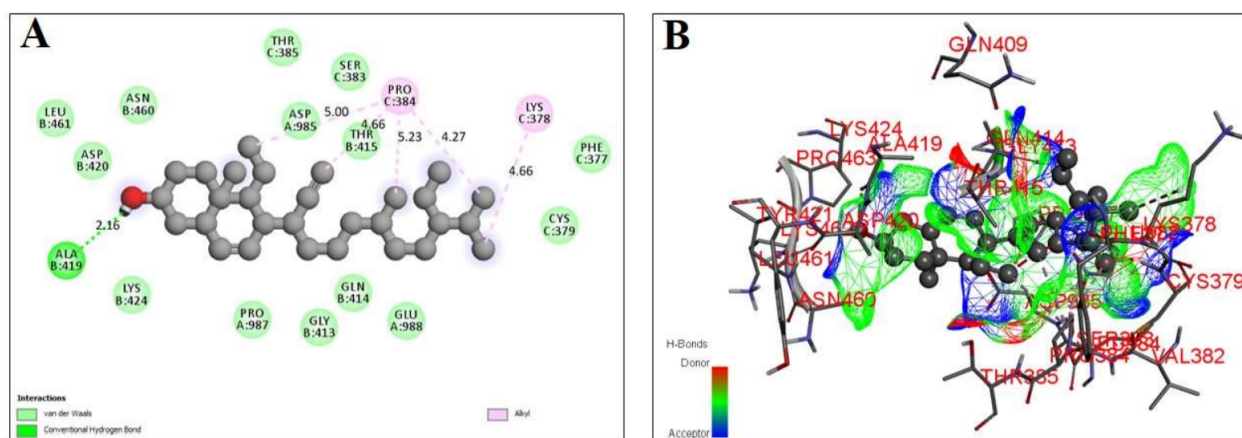 A
THR
C:385
SER
C:383
PRO
C:384
LYS
C:378
ASN
B:460
LEU
B:461
ASP
A:985
5.00
4.66
THR
B:415
5.23
4.27
PHE
C:377
ASP
B:420
4.66
CYS
C:379
2.16
ALA
B:419
LYS
B:424
GLN
B:414
PRO
A:987
GLY
B:413
GLU
A:988
Interactions
van der Waals
Conventional Hydrogen Bond
Alkyl
B
GLN409
LYS424
ALA419
PRO463
THR415
TYR421
ASP420
LEU461
ASN460
LYS378
CYS379
VAL382
THR385
H-Bonds
Donor
Acceptor